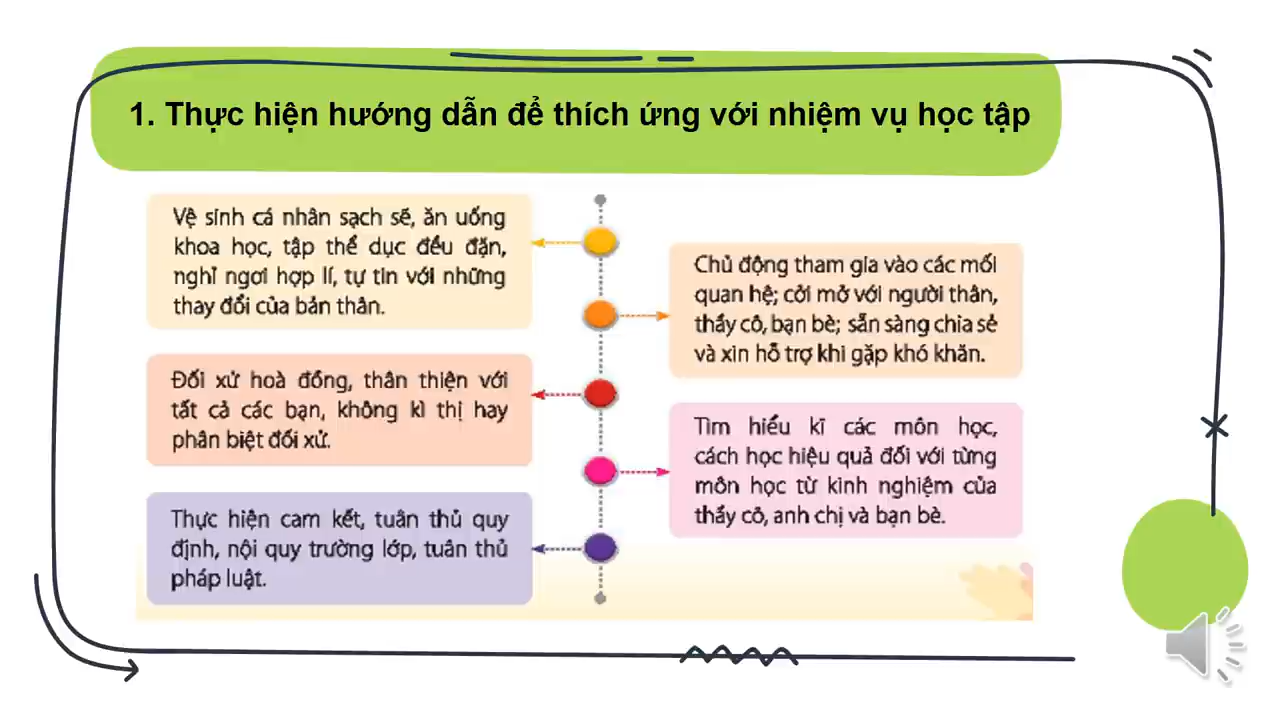 1. Thực hiện hướng dẫn để thích ứng với nhiệm vụ học tập
Vệ sinh cá nhân sạch sẽ, ăn uống
khoa học, tập thể dục đều đặn,
nghỉ ngơi hợp lí, tự tin với những
thay đổi của bản thân.
Chủ động tham gia vào các mối
quan hệ; cởi mở với người thân,
thầy cô, bạn bè; sẵn sàng chia sẻ
và xin hỗ trợ khi gặp khó khăn.
Đối xử hoà đồng, thân thiện với
tất cả các bạn, không kì thị hay
phân biệt đối xử.
Tìm hiểu kĩ các môn học,
cách học hiệu quả đối với từng
môn học từ kinh nghiệm của
thầy cô, anh chị và bạn bè.
Thực hiện cam kết, tuân thủ quy
định, nội quy trường lớp, tuân thủ
pháp luật.